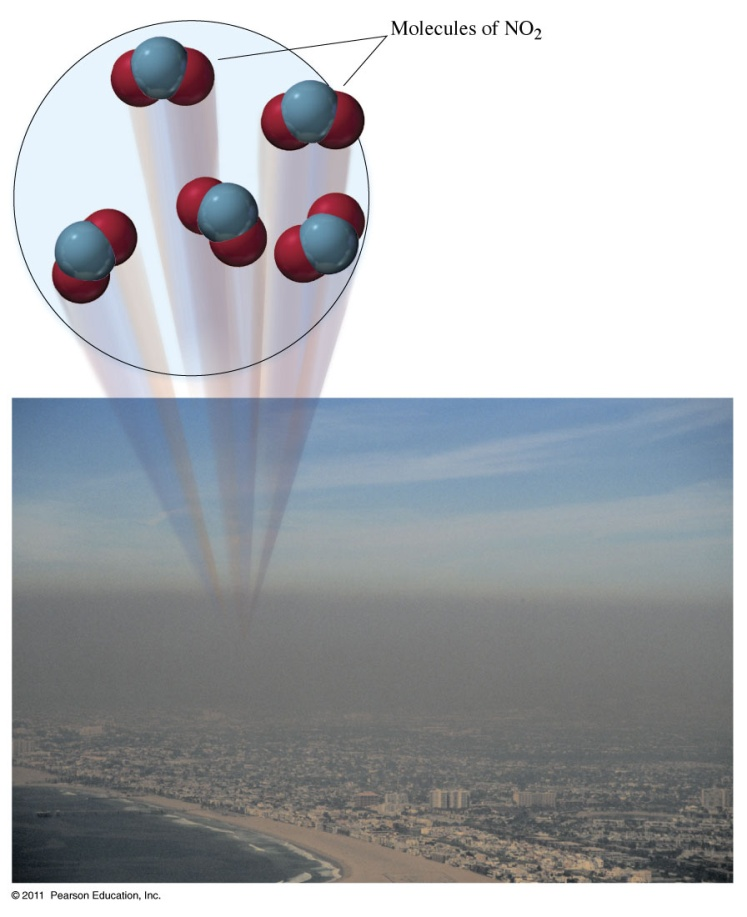 Molecules of NO₂
© 2011 Pearson Education, Inc.